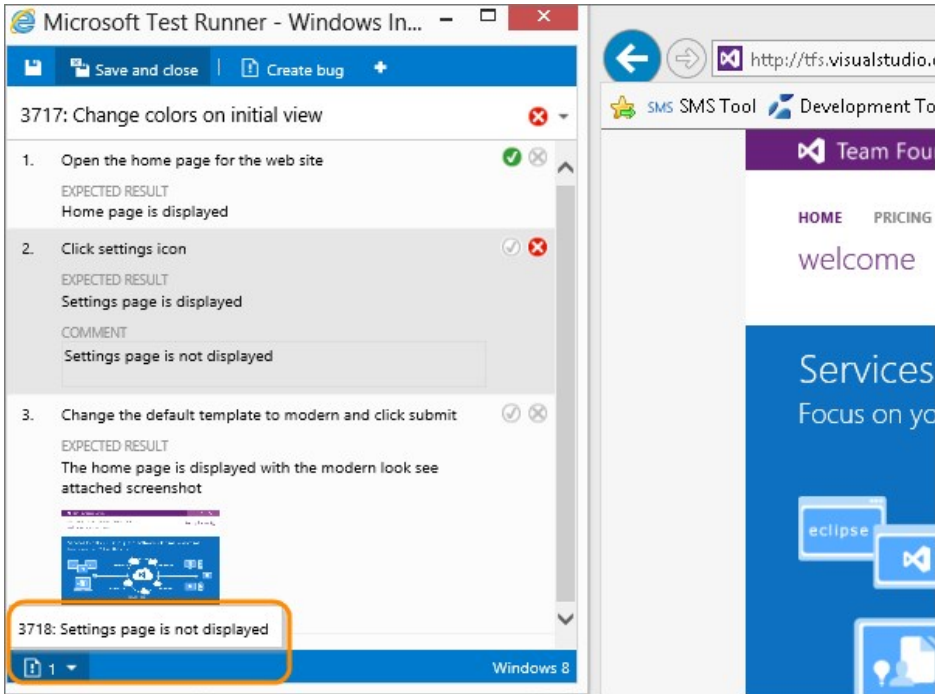 Microsoft Test Runner - Windows In...
Save and close
Create bug
3717: Change colors on initial view
1. Open the home page for the web site
EXPECTED RESULT
Home page is displayed
2. Click settings icon
EXPECTED RESULT
Settings page is displayed
COMMENT
Settings page is not displayed
3. Change the default template to modern and click submit
EXPECTED RESULT
The home page is displayed with the modern look see
attached screenshot
3718: Settings page is not displayed
1
Windows 8
http://tfs.visualstudio.
SMS SMS Tool Development To
Team Fou
HOME PRICING
welcome
Services
Focus on yo
eclipse